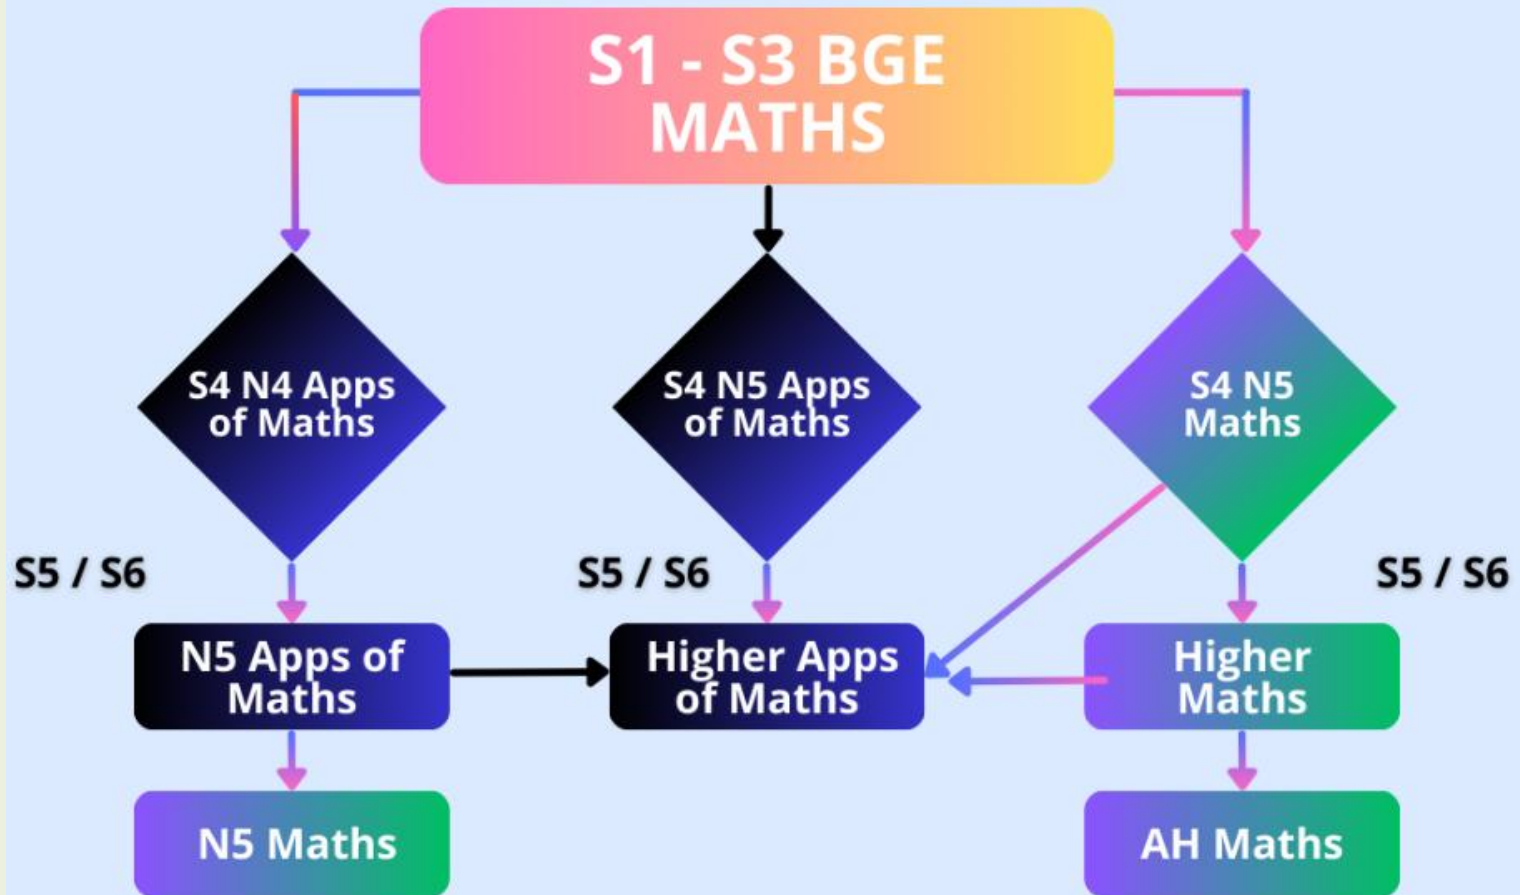 S1 - S3 BGE
MATHS
S4 N4 Apps
of Maths
S4 N5 Apps
of Maths
S4 N5
Maths
S5 / S6
S5 / S6
S5 / S6
N5 Apps of
Maths
Higher Apps
of Maths
Higher
Maths
N5 Maths
AH Maths